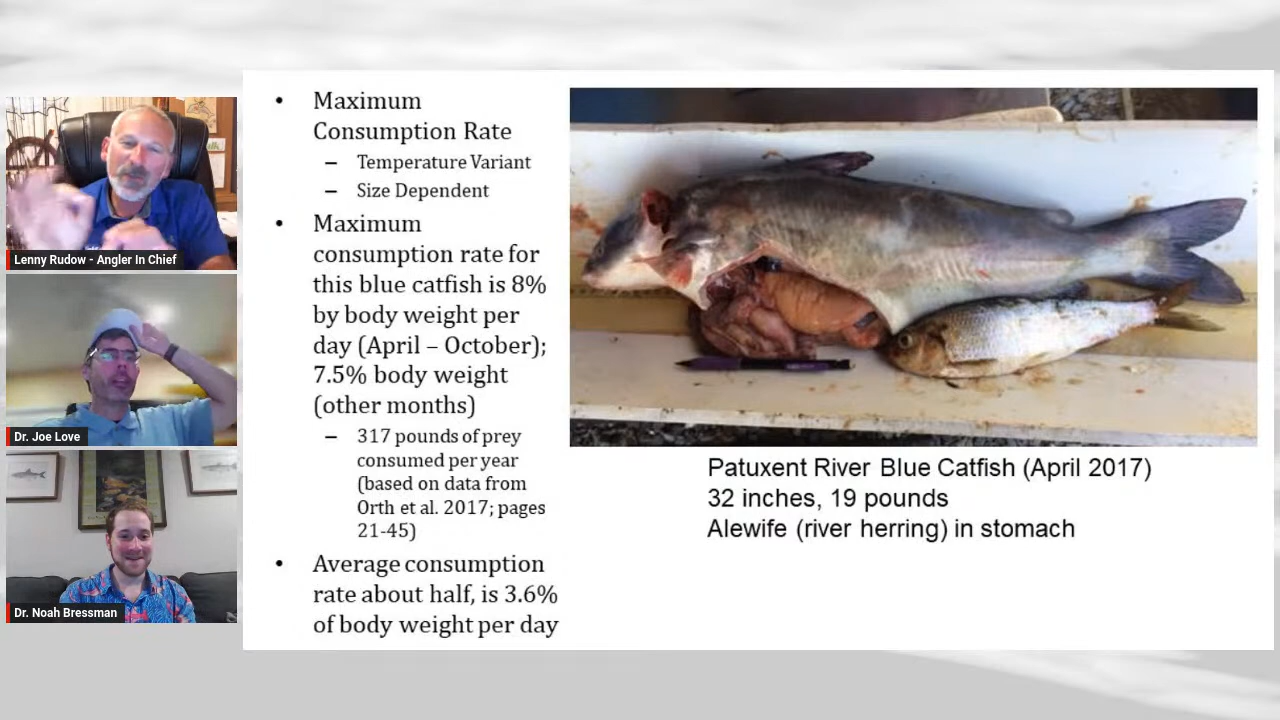 Lenny Rudow - Angler In Chief
Dr. Joe Love
Dr. Noah Bressman
• Maximum
Consumption Rate
– Temperature Variant
– Size Dependent
• Maximum
consumption rate for
this blue catfish is 8%
by body weight per
day (April – October);
7.5% body weight
(other months)
– 317 pounds of prey
consumed per year
(based on data from
Orth et al. 2017; pages
21-45)
• Average consumption
rate about half, is 3.6%
of body weight per day
Patuxent River Blue Catfish (April 2017)
32 inches, 19 pounds
Alewife (river herring) in stomach